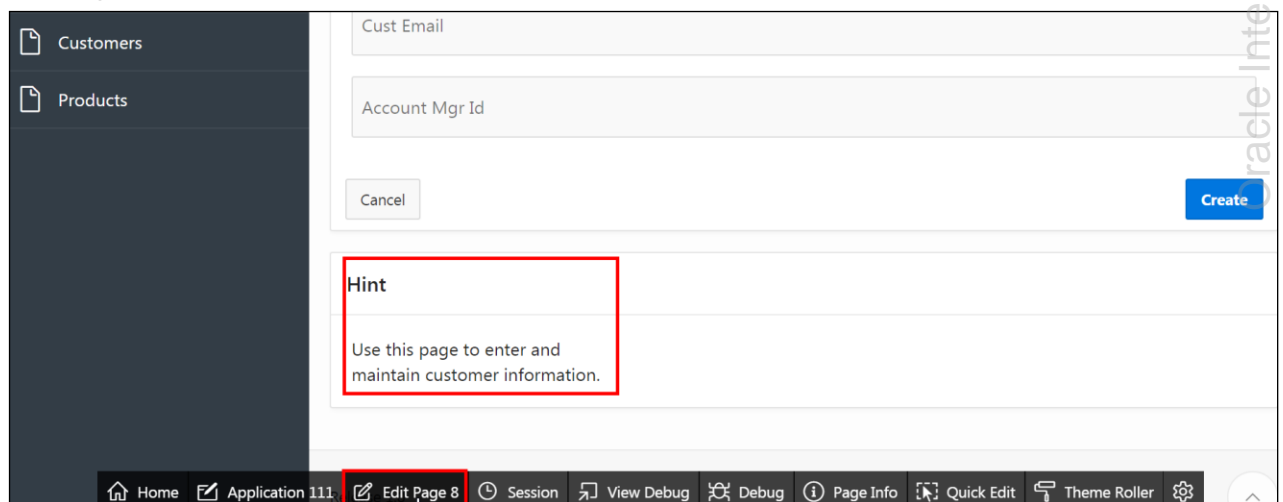 Customers
Products
Cust Email
Account Mgr Id
Cancel
Create
Hint
Use this page to enter and
maintain customer information.
Home
Application 111
Edit Page 8
Session
View Debug
Debug
Page Info
Quick Edit
Theme Roller
Oracle Inte